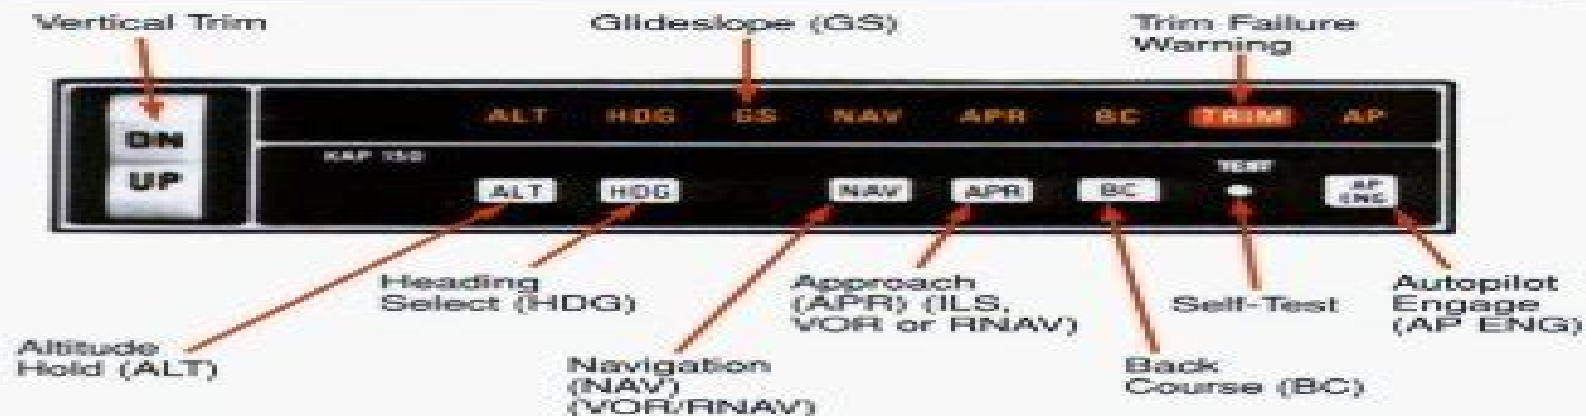 Vertical Trim
Glideslope (GS)
Trim Failure
Warning
ALT HDG GS NAV APR BC TRIM AP
DN
UP
KAP 150
TEST
ALT HDG NAV APR BC AP
ENG
Heading
Select (HDG)
Approach
(APR) (ILS,
VOR or RNAV)
Self-Test
Autopilot
Engage
(AP ENG)
Altitude
Hold (ALT)
Navigation
(NAV)
(VOR/RNAV)
Back
Course (BC)